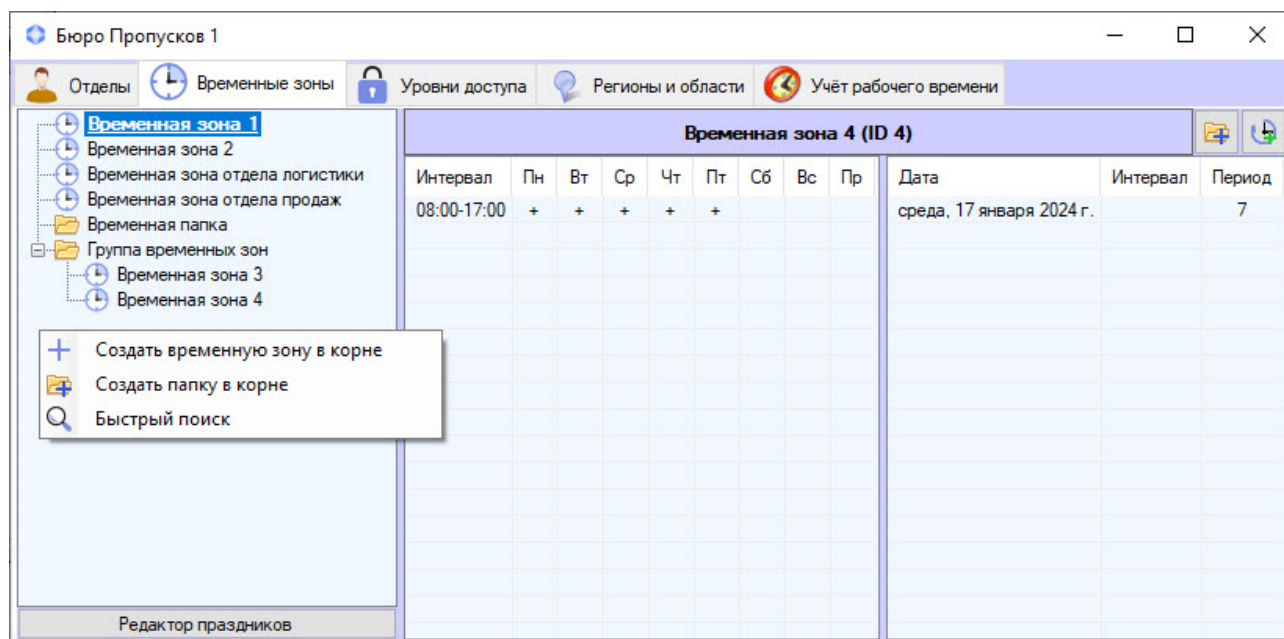 Бюро Пропусков 1
Отделы Временные зоны Уровни доступа Регионы и области Учёт рабочего времени
Временная зона 1
Временная зона 2
Временная зона отдела логистики
Временная зона отдела продаж
Временная папка
Группа временных зон
Временная зона 3
Временная зона 4
Создать временную зону в корне
Создать папку в корне
Быстрый поиск
Редактор праздников
Временная зона 4 (ID 4)
Интервал Пн Вт Ср Чт Пт Сб Вс Пр
08:00-17:00 + + + + +
Дата Интервал Период
среда, 17 января 2024 г. 7